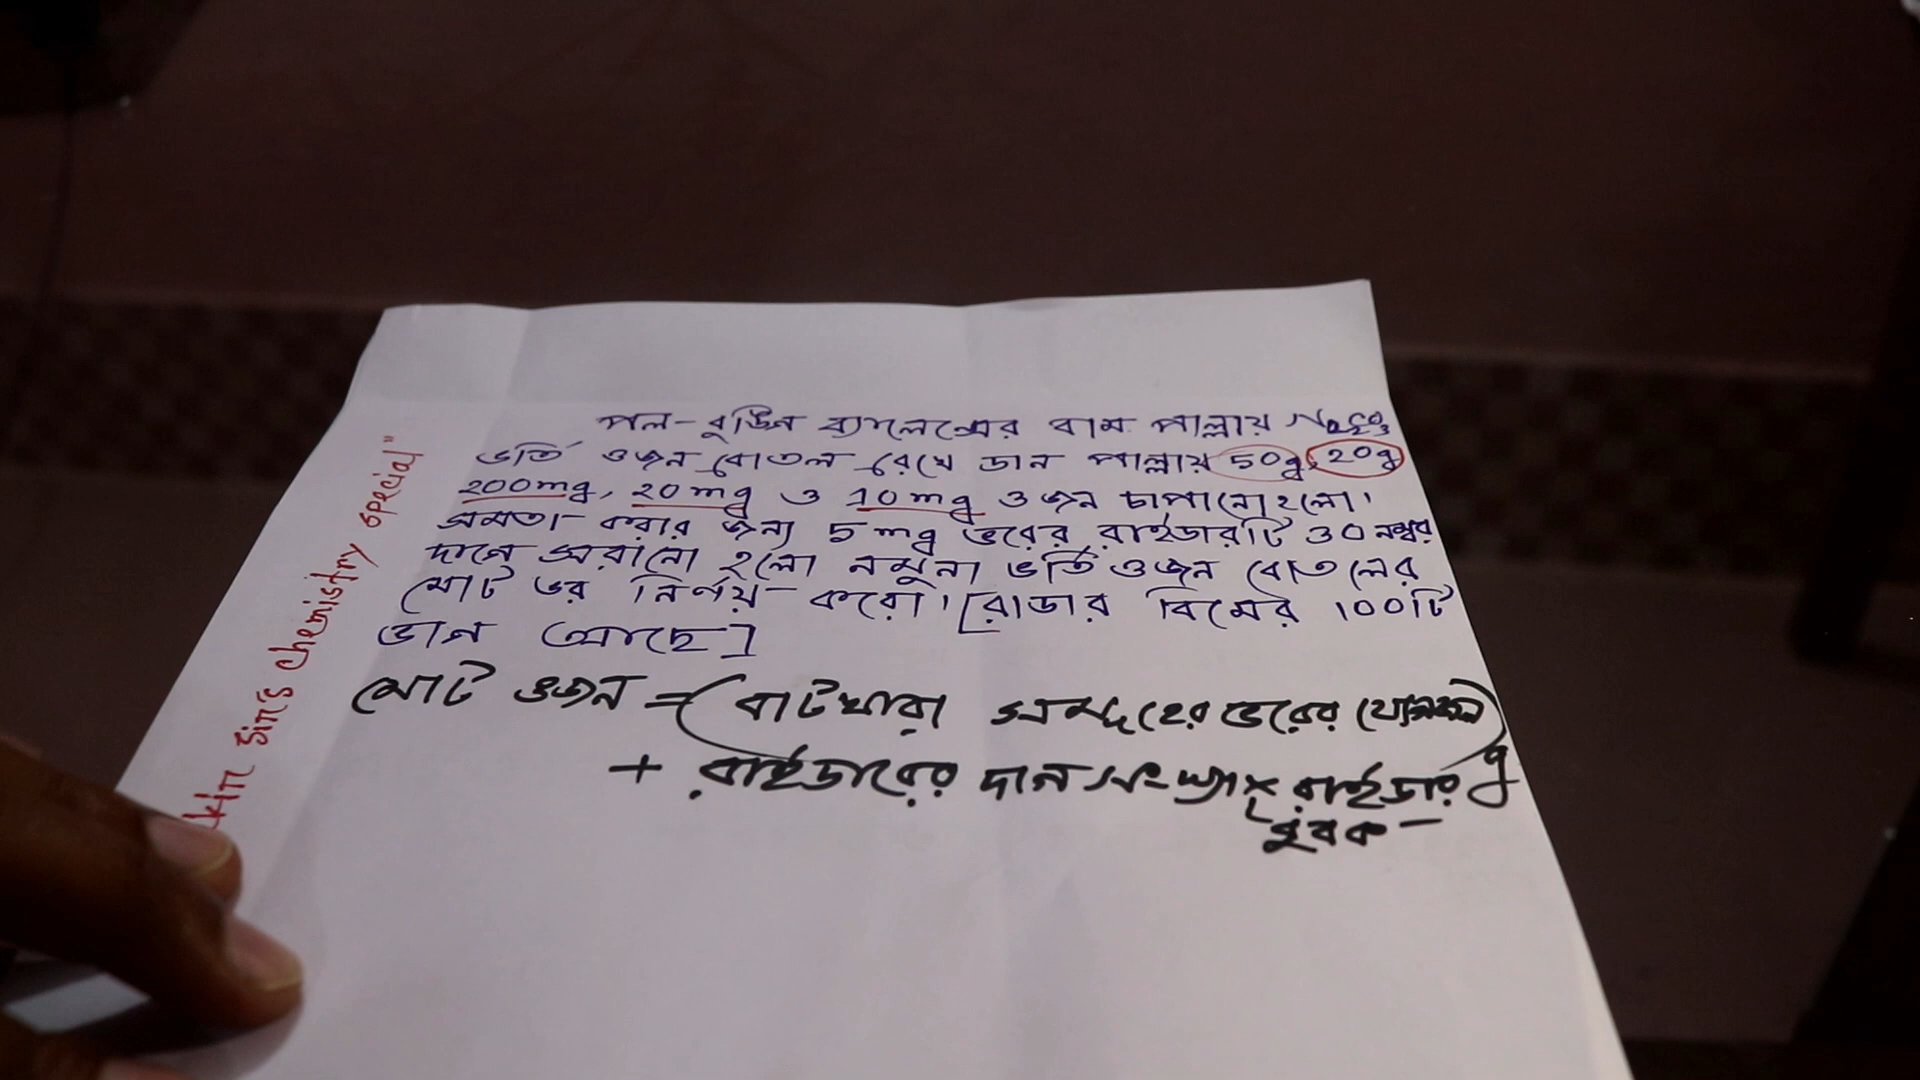 পল-বুঙ্গি ব্যালেন্সের বাম পাল্লায় Na2CO3
ভর্তি ওজন বোতল রেখে ডান পাল্লায় 50g, 20g
200mg, 20mg ও 10mg ওজন চাপানো হলো।
সমতা করার জন্য 5mg ভরের রাইডারটি 30 নম্বর
দাগে সরানো হলো নমুনা ভর্তি ওজন বোতলের
মোট ভর নির্ণয় করো। [রাডার বিমের 100টি
ভাগ আছে]
মোট ওজন = (বাটখারা সমূহের ভরের যোগফল) g
+ রাইডারের দাগ সংখ্যা × রাইডার
ধ্রুবক
Sir's chemistry special"